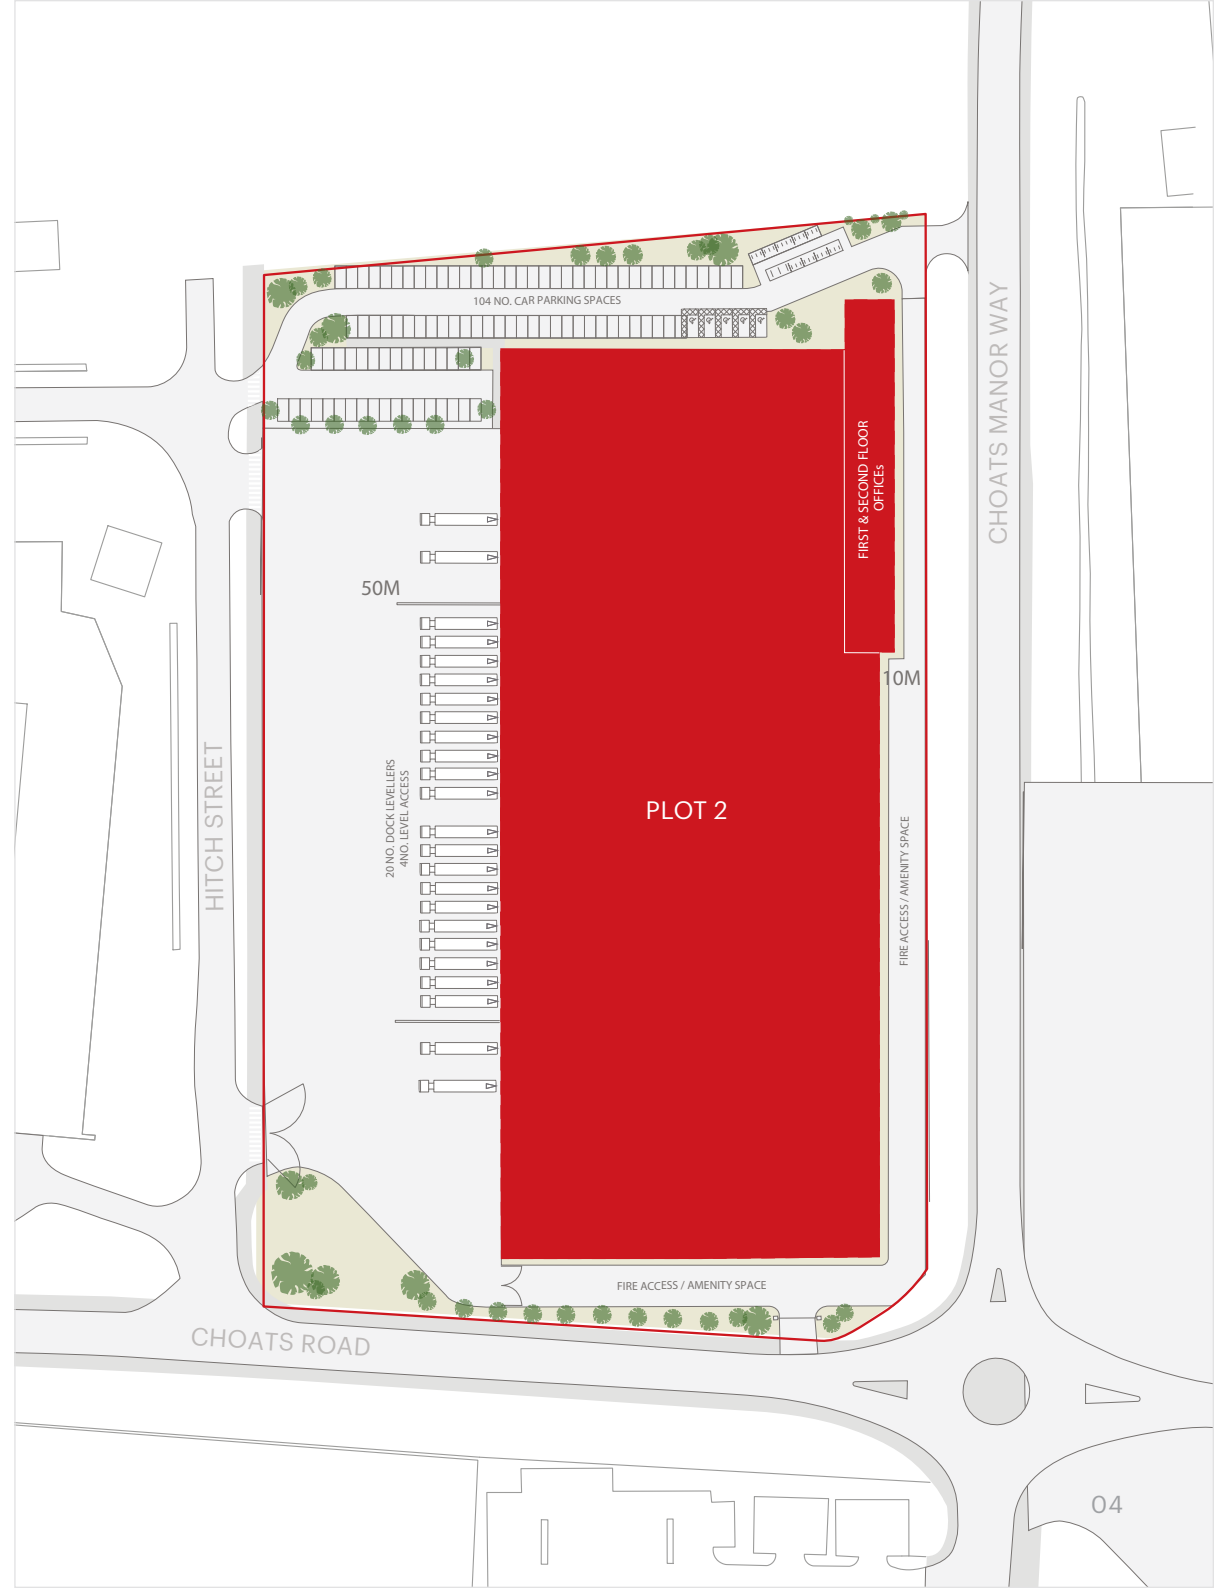 104 NO. CAR PARKING SPACES
CHOATS MANOR WAY
FIRST & SECOND FLOOR
OFFICEs
50M
10M
HITCH STREET
20 NO. DOCK LEVELLERS
4NO. LEVEL ACCESS
PLOT 2
FIRE ACCESS / AMENITY SPACE
FIRE ACCESS / AMENITY SPACE
CHOATS ROAD
04